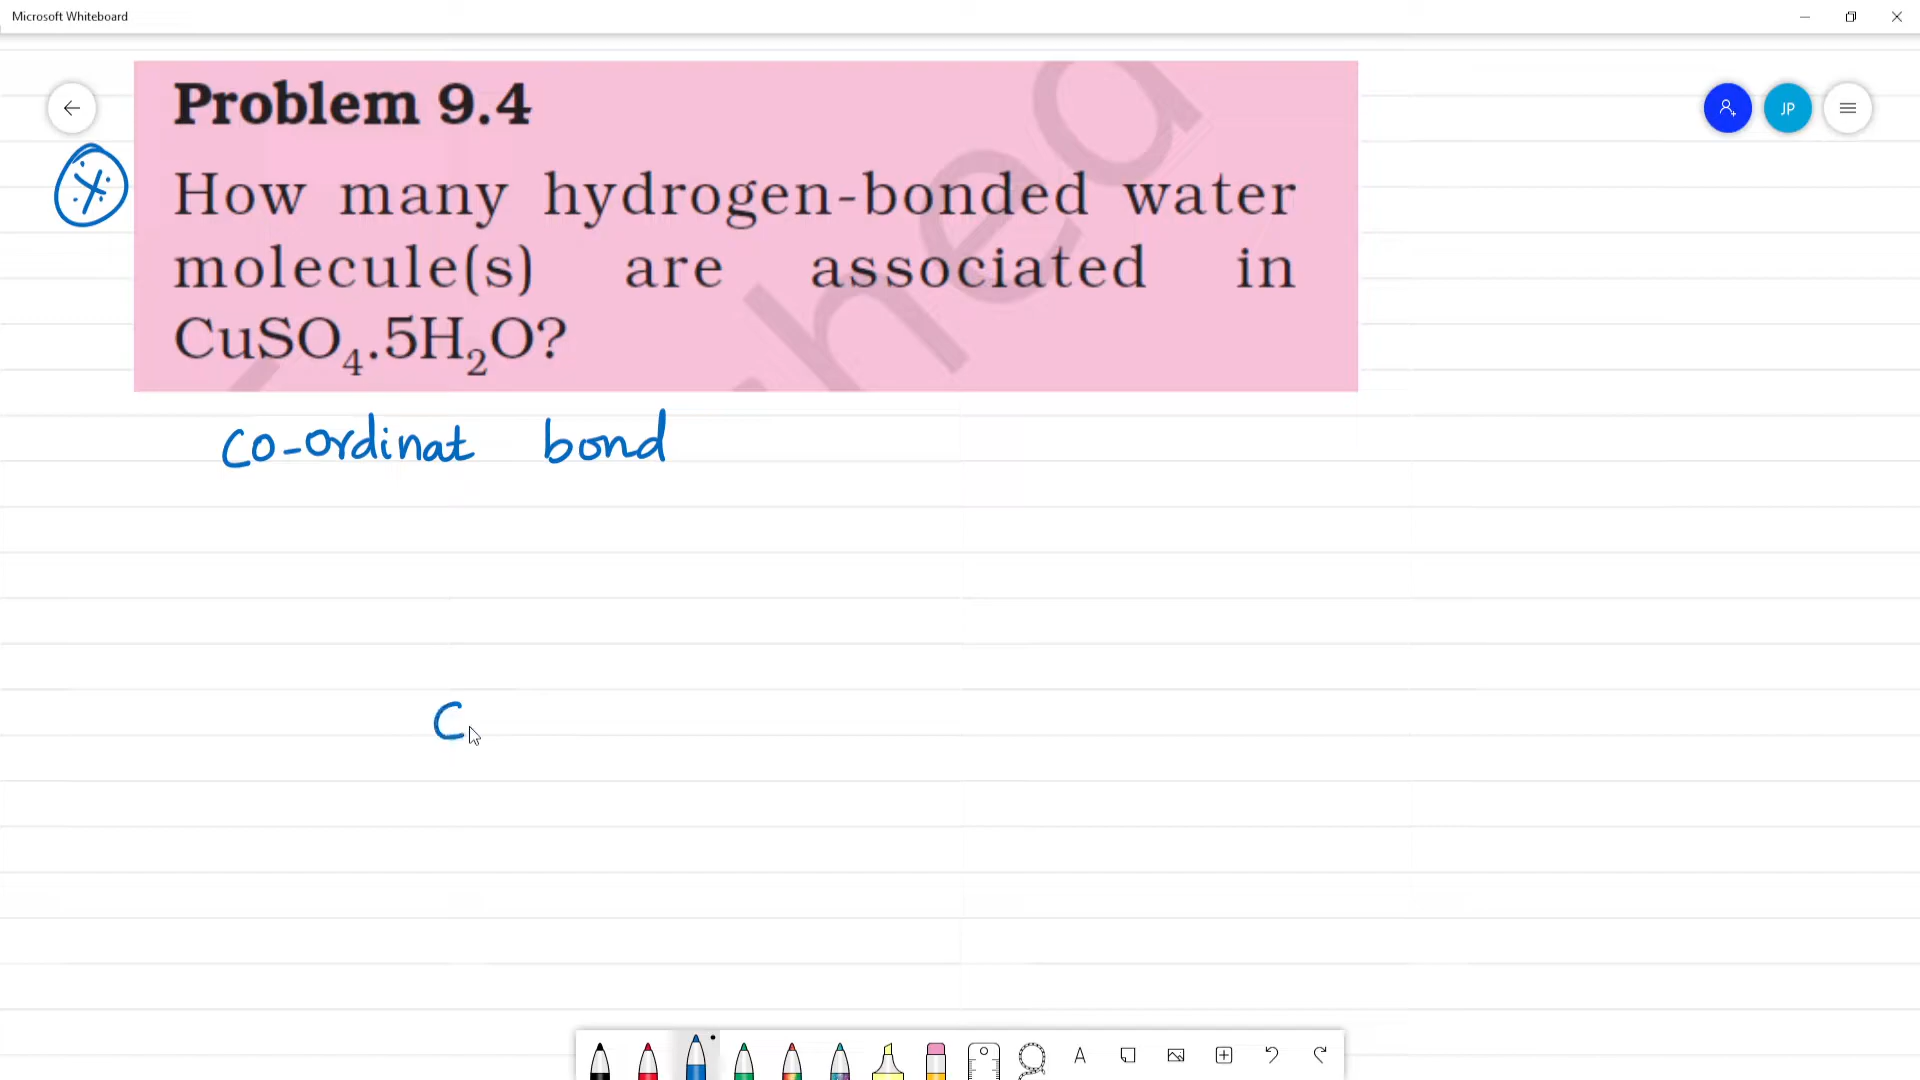 Microsoft Whiteboard
Problem 9.4
How many hydrogen-bonded water
molecule(s) are associated in
CuSO₄.5H₂O?
JP
co-ordinat bond
C
A